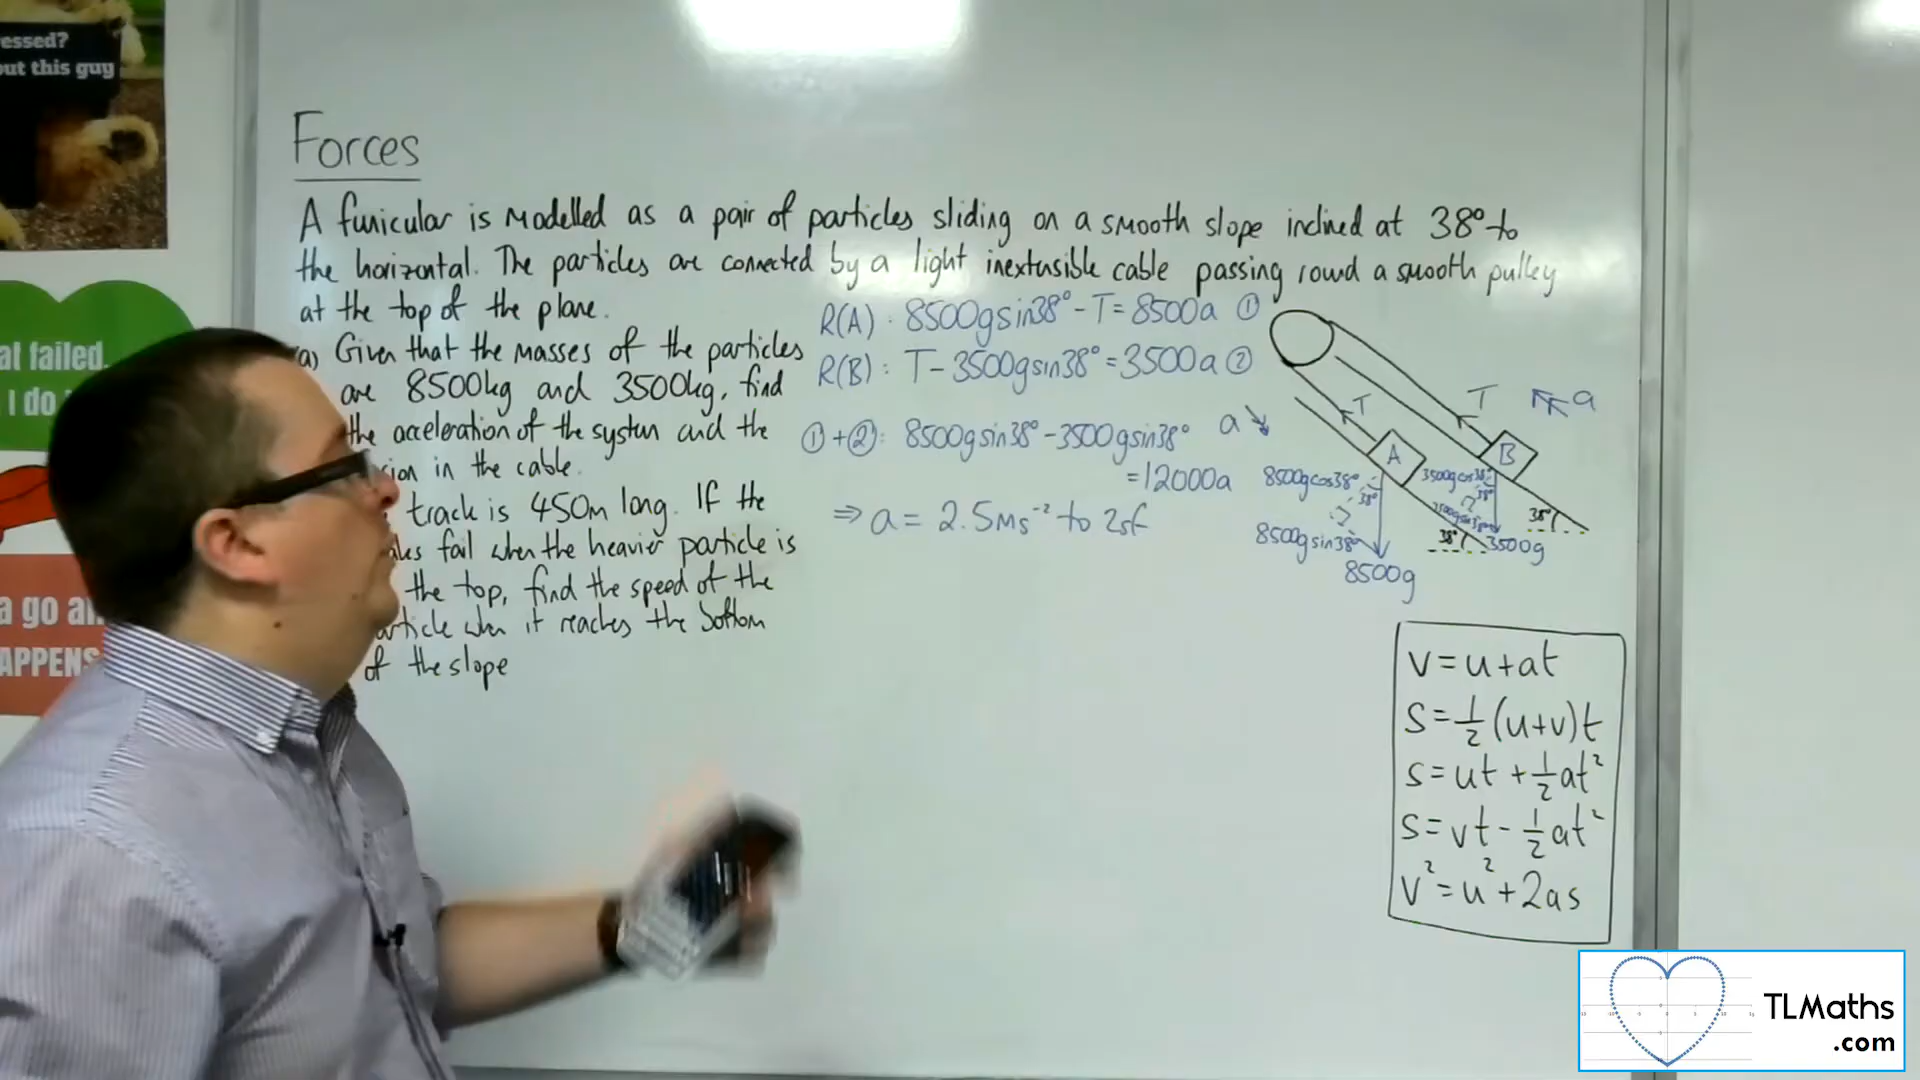 essed?
out this guy
at failed.
I do
a go a
APPENS
Forces
A funicular is modelled as a pair of particles sliding on a smooth slope inclined at 38° to
the horizontal. The particles are connected by a light inextensible cable passing round a smooth pulley
at the top of the plane.
a) Given that the masses of the particles
are 8500kg and 3500kg, find
the acceleration of the system and the
ion in the cable.
track is 450m long. If the
fail when the heavier particle is
the top, find the speed of the
article when it reaches the bottom
of the slope
R(A): 8500gsin38° - T = 8500a ①
R(B): T - 3500gsin38° = 3500a ②
①+②: 8500gsin38° - 3500gsin38°
= 12000a
⇒ a = 2.5ms⁻² to 2sf
T
T
a
a
A
B
8500gcos38°
38°
8500gsin38°
8500g
3500gcos38°
38°
3500gsin38°
3500g
38°
38°
v = u + at
s = ½(u+v)t
s = ut + ½at²
s = vt - ½at²
v² = u² + 2as
TLMaths
.com